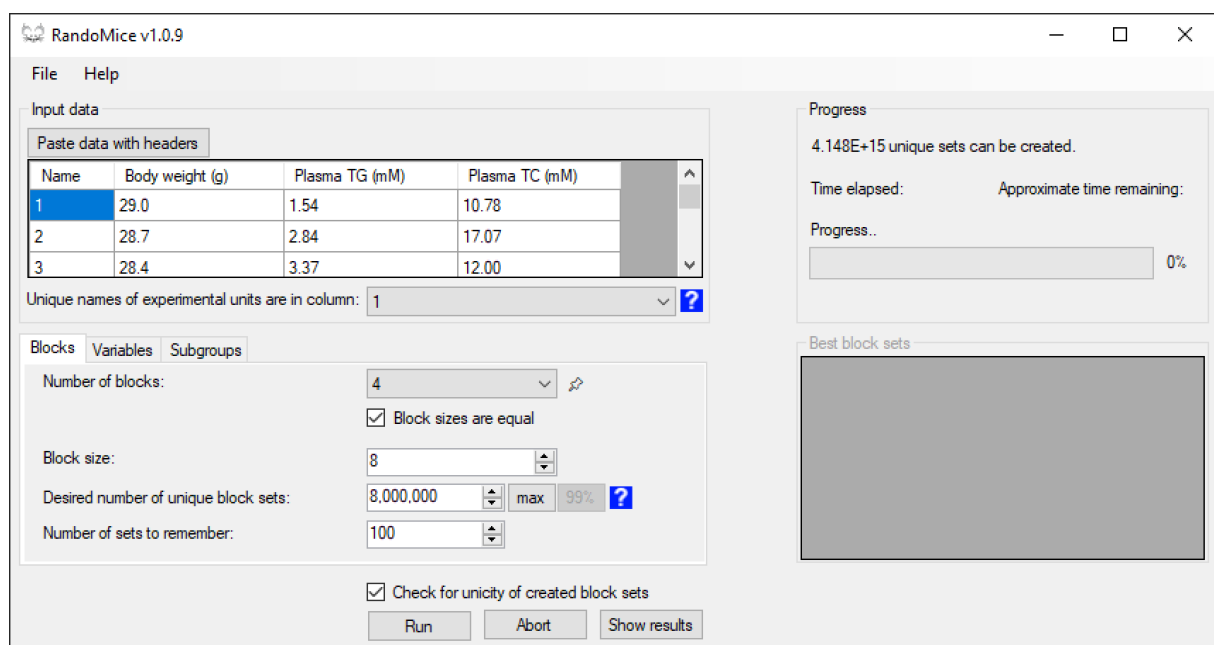 RandoMice v1.0.9
File Help
Input data
Paste data with headers
Name Body weight (g) Plasma TG (mM) Plasma TC (mM)
1 29.0 1.54 10.78
2 28.7 2.84 17.07
3 28.4 3.37 12.00
Unique names of experimental units are in column: 1 ?
Blocks Variables Subgroups
Number of blocks: 4
Block sizes are equal
Block size: 8
Desired number of unique block sets: 8,000,000 max 99% ?
Number of sets to remember: 100
Check for unicity of created block sets
Run Abort Show results
Progress
4.148E+15 unique sets can be created.
Time elapsed: Approximate time remaining:
Progress..
0%
Best block sets